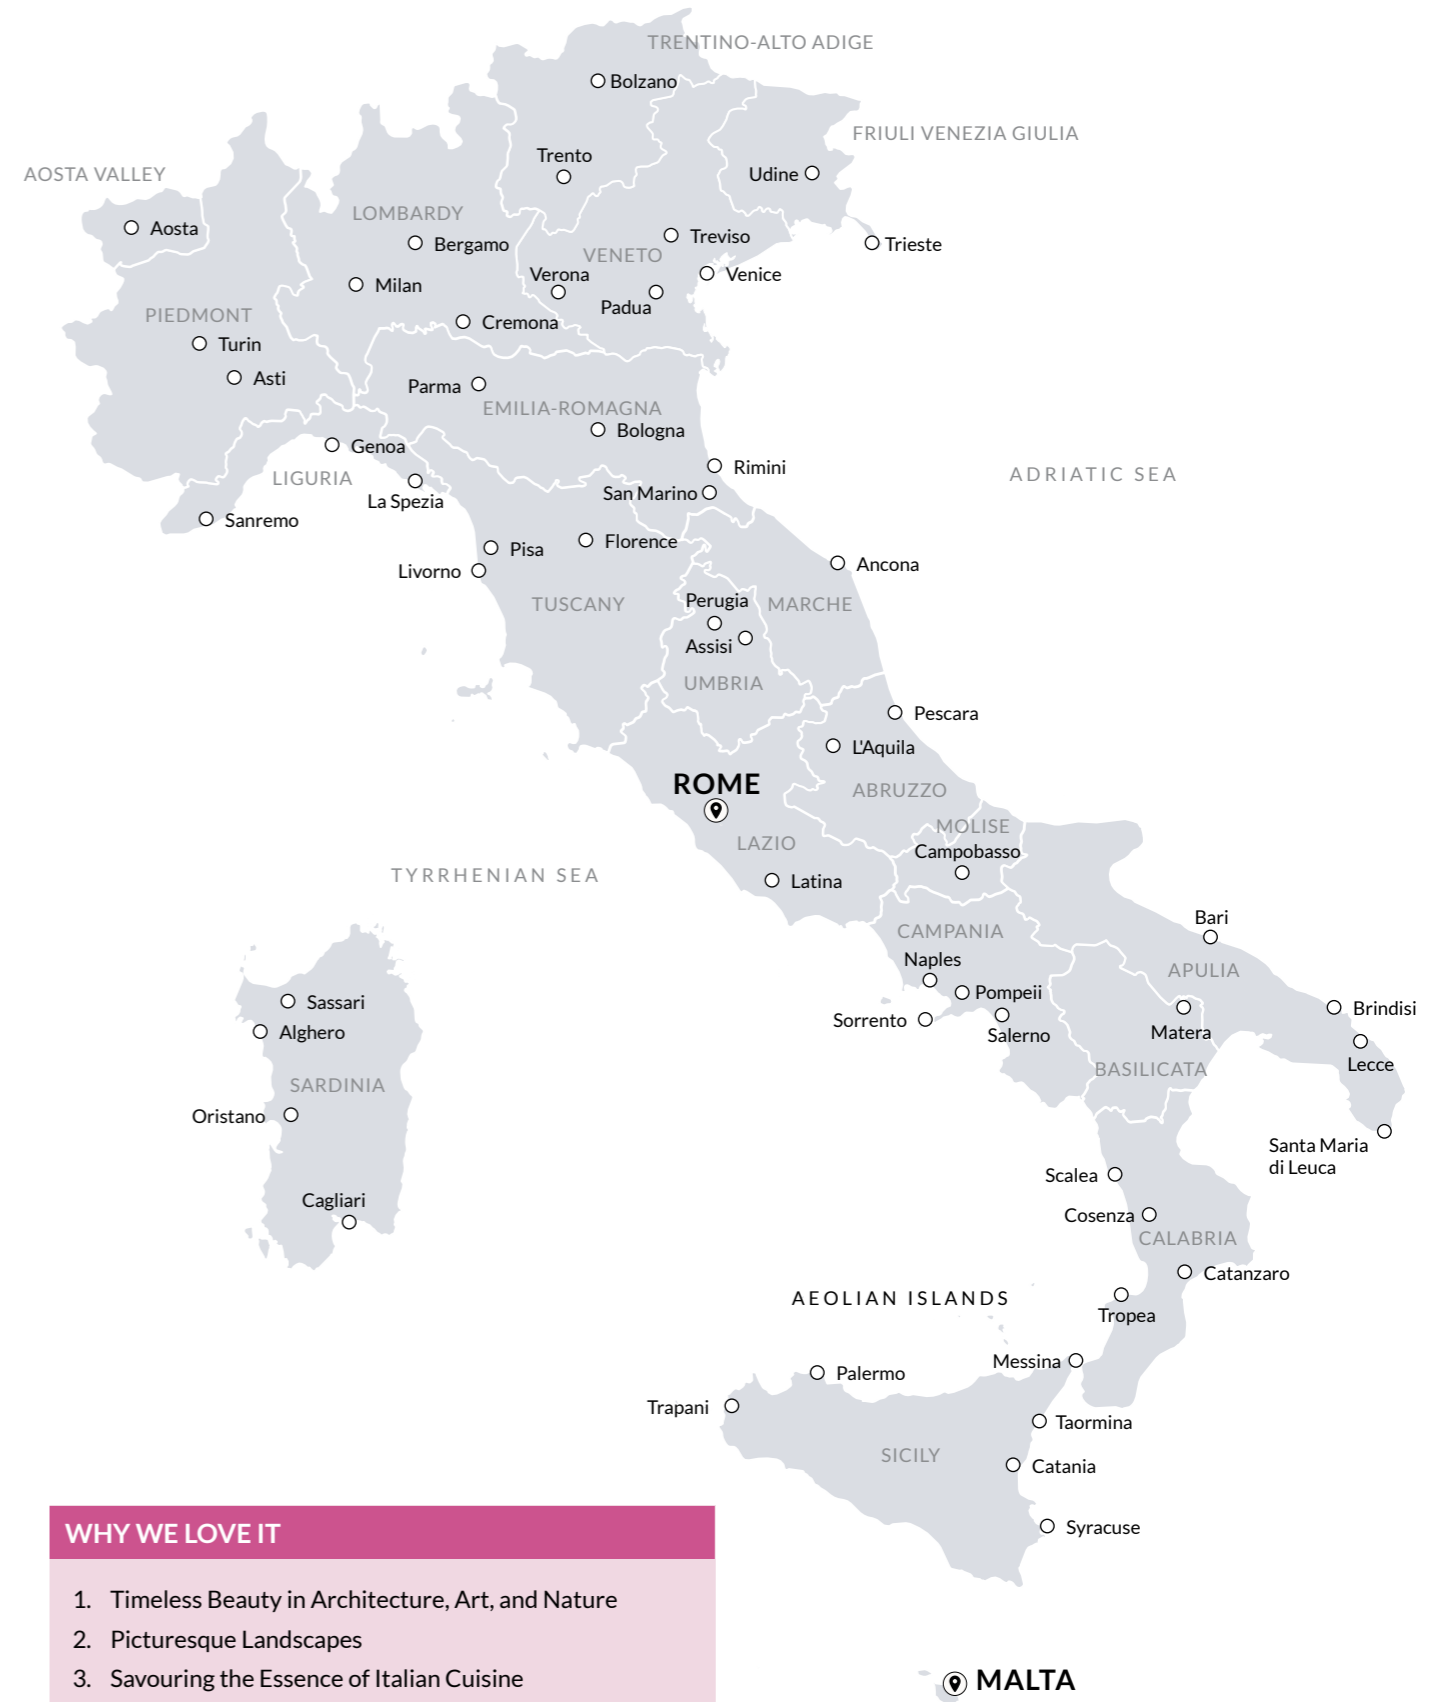 TRENTINO-ALTO ADIGE
Bolzano
FRIULI VENEZIA GIULIA
Trento
AOSTA VALLEY
Udine
LOMBARDY
Aosta
Bergamo
Treviso
Trieste
VENETO
Verona
Venice
Milan
Padua
PIEDMONT
Cremona
Turin
Asti
Parma
EMILIA-ROMAGNA
Bologna
Genoa
Rimini
ADRIATIC SEA
LIGURIA
San Marino
La Spezia
Sanremo
Florence
Pisa
Ancona
Livorno
Perugia
TUSCANY
MARCHE
Assisi
UMBRIA
Pescara
L'Aquila
ROME
ABRUZZO
MOLISE
LAZIO
Campobasso
TYRRHENIAN SEA
Latina
Bari
CAMPANIA
Naples
APULIA
Pompeii
Sassari
Brindisi
Sorrento
Alghero
Matera
Salerno
Lecce
BASILICATA
SARDINIA
Oristano
Santa Maria
di Leuca
Scalea
Cagliari
Cosenza
CALABRIA
Catanzaro
AEOLIAN ISLANDS
Tropea
Messina
Palermo
Trapani
Taormina
SICILY
Catania
Syracuse
WHY WE LOVE IT
1. Timeless Beauty in Architecture, Art, and Nature
2. Picturesque Landscapes
3. Savouring the Essence of Italian Cuisine
MALTA